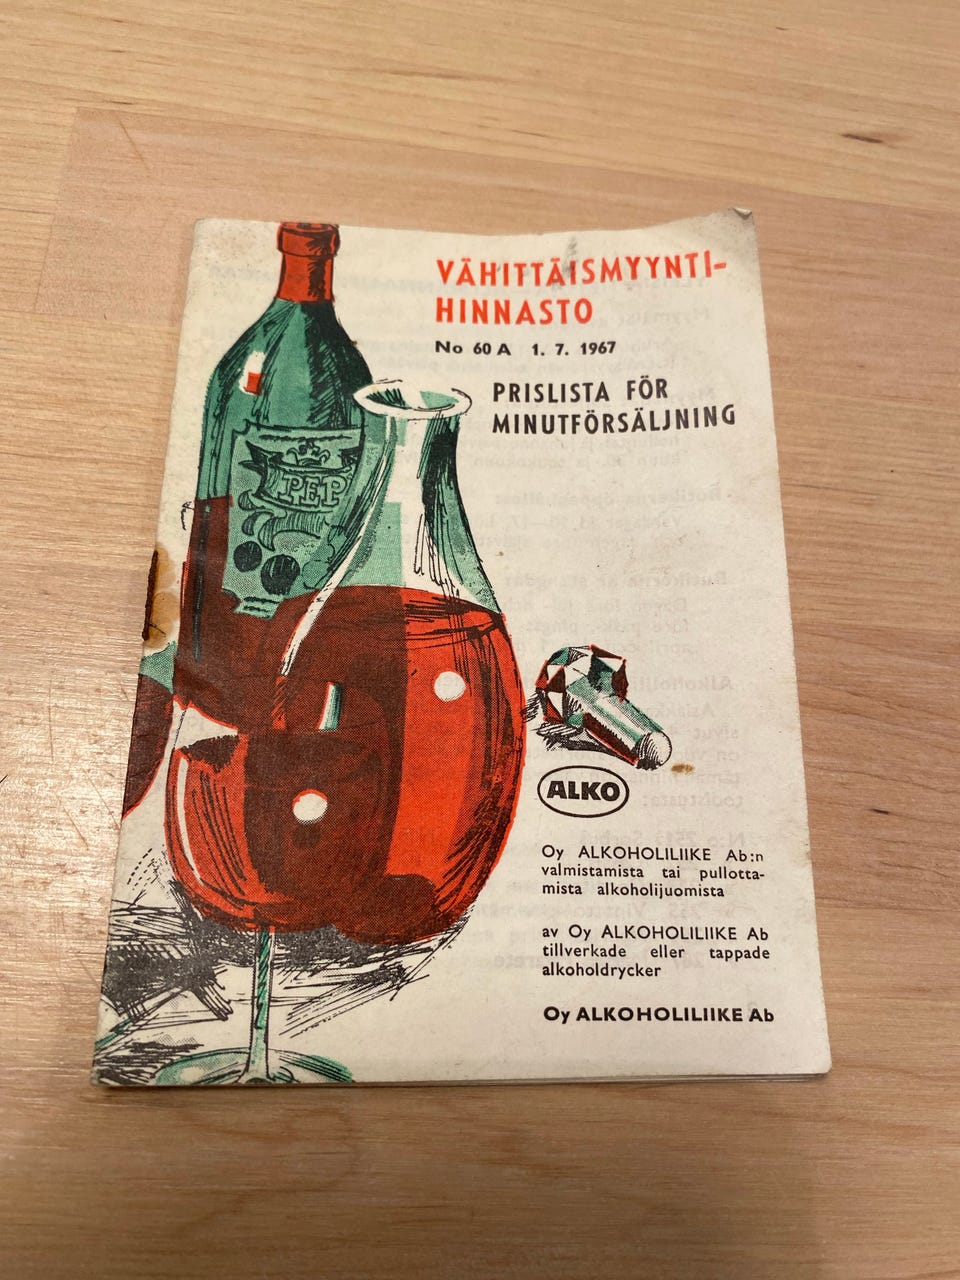 VÄHITTÄISMYYNTI-
HINNASTO
No 60 A 1. 7. 1967
PRISLISTA FÖR
MINUTFÖRSÄLJNING
PEP
ALKO
Oy ALKOHOLILIIKE Ab:n
valmistamista tai pullotta-
mista alkoholijuomista
av Oy ALKOHOLILIIKE Ab
tillverkade eller tappade
alkoholdrycker
Oy ALKOHOLILIIKE Ab